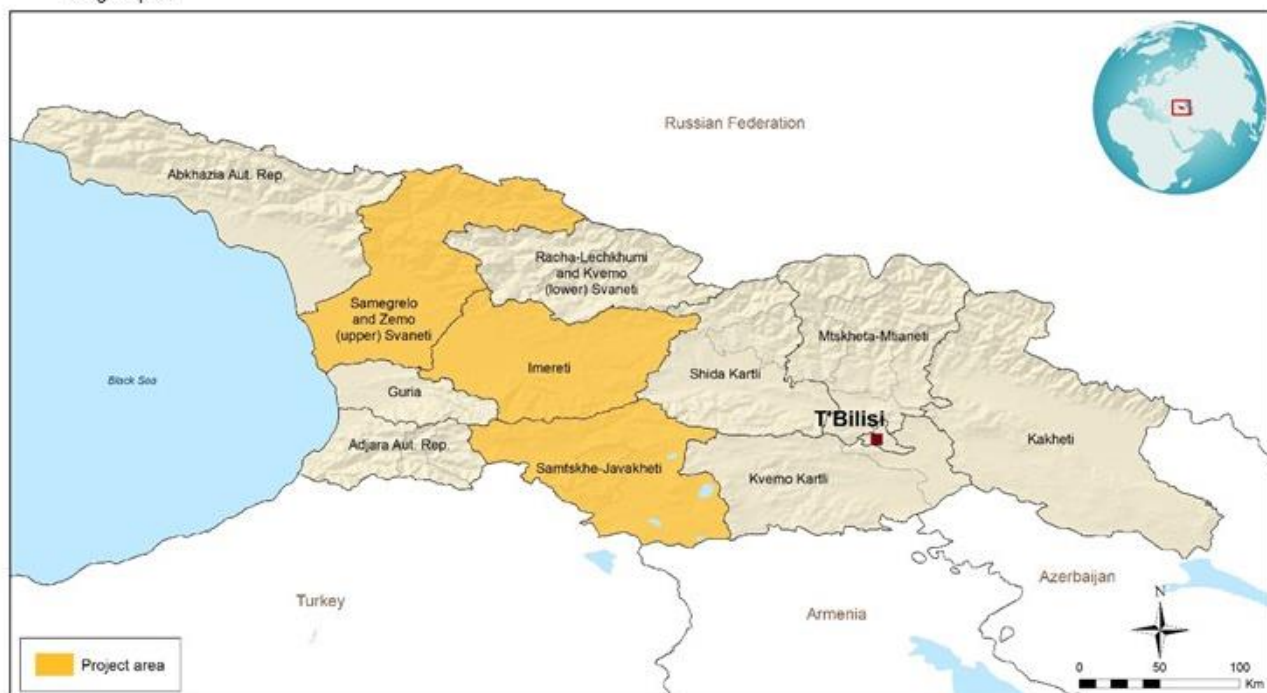 Russian Federation
Abkhazia Aut. Rep.
Racha-Lechkhumi
and Kvemo
(lower) Svaneti
Samegrelo
and Zemo
(upper) Svaneti
Mtskheta-Mtianeti
Imereti
Shida Kartli
Black Sea
Guria
T'Bilisi
Adjara Aut. Rep.
Kakheti
Samtskhe-Javakheti
Kvemo Kartli
Azerbaijan
Turkey
Armenia
N
Project area
0 50 100
Km